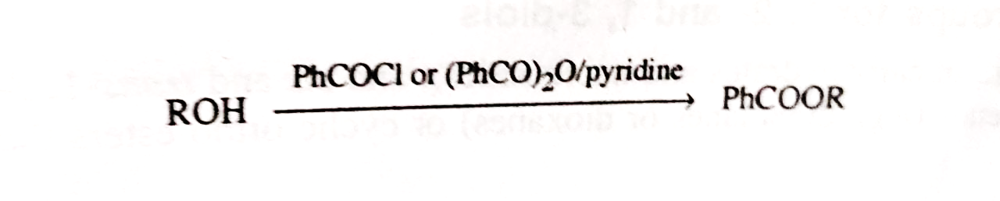 PhCOCl or (PhCO)₂O/pyridine
ROH ⟶ PhCOOR